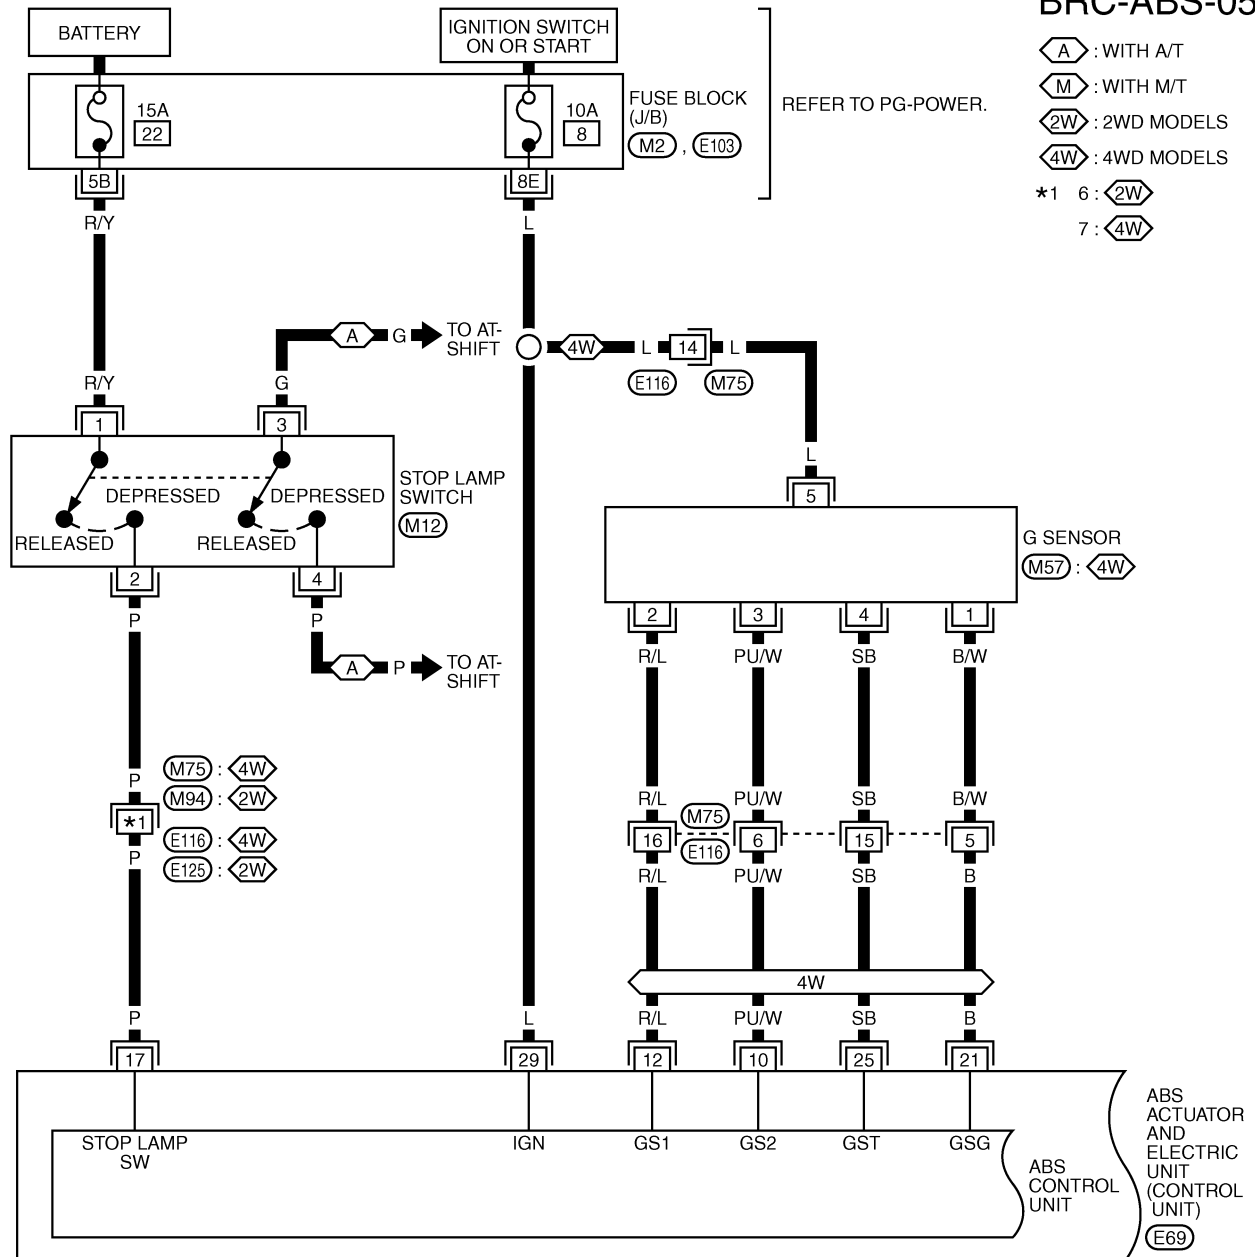 BRC-ABS-05
BATTERY
IGNITION SWITCH
ON OR START
A : WITH A/T
M : WITH M/T
2W : 2WD MODELS
4W : 4WD MODELS
*1 6 : 2W
7 : 4W
15A
22
10A
8
FUSE BLOCK
(J/B)
M2 , E103
REFER TO PG-POWER.
5B
8E
R/Y
L
A
G
TO AT-
SHIFT
4W
L
14
L
E116
M75
R/Y
G
L
1
3
5
DEPRESSED
DEPRESSED
RELEASED
RELEASED
STOP LAMP
SWITCH
M12
G SENSOR
M57 : 4W
2
4
2
3
4
1
P
P
R/L
PU/W
SB
B/W
A
P
TO AT-
SHIFT
M75 : 4W
M94 : 2W
P
*1
E116 : 4W
E125 : 2W
P
R/L
PU/W
SB
B/W
M75
E116
16
6
15
5
R/L
PU/W
SB
B
4W
P
L
R/L
PU/W
SB
B
17
29
12
10
25
21
STOP LAMP
SW
IGN
GS1
GS2
GST
GSG
ABS
CONTROL
UNIT
ABS
ACTUATOR
AND
ELECTRIC
UNIT
(CONTROL
UNIT)
E69